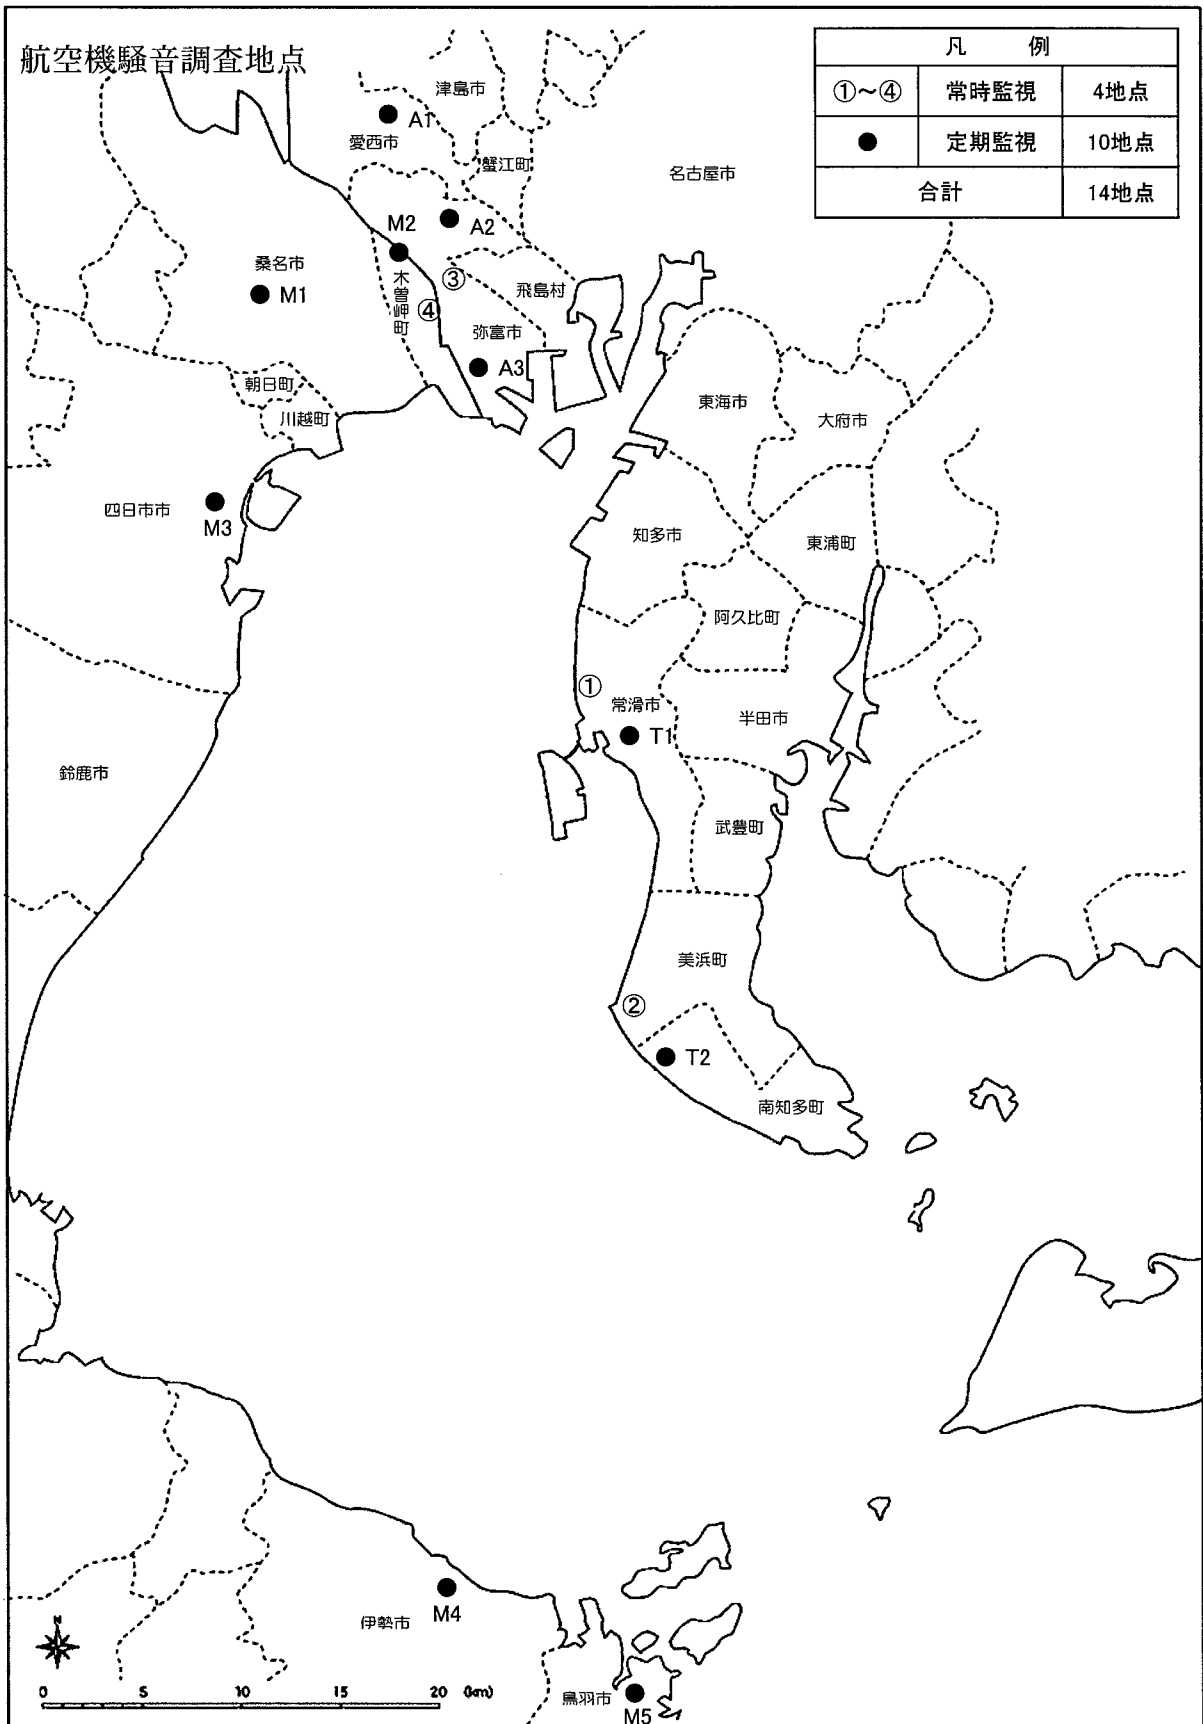 航空機騒音調査地点
凡 例
①～④ 常時監視 4地点
● 定期監視 10地点
合計 14地点
津島市
A1
愛西市
蟹江町
名古屋市
M2
A2
桑名市
③
木曽岬町
飛島村
M1
④
弥富市
A3
朝日町
東海市
川越町
大府市
四日市市
M3
知多市
東浦町
阿久比町
①
常滑市
半田市
T1
鈴鹿市
武豊町
美浜町
②
T2
南知多町
伊勢市
M4
N
0 5 10 15 20 (km)
鳥羽市
M5